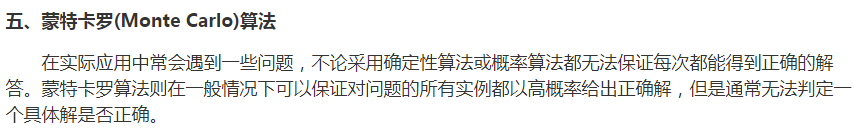 五、蒙特卡罗(Monte Carlo)算法
在实际应用中常会遇到一些问题，不论采用确定性算法或概率算法都无法保证每次都能得到正确的解
答。蒙特卡罗算法则在一般情况下可以保证对问题的所有实例都以高概率给出正确解，但是通常无法判定一
个具体解是否正确。